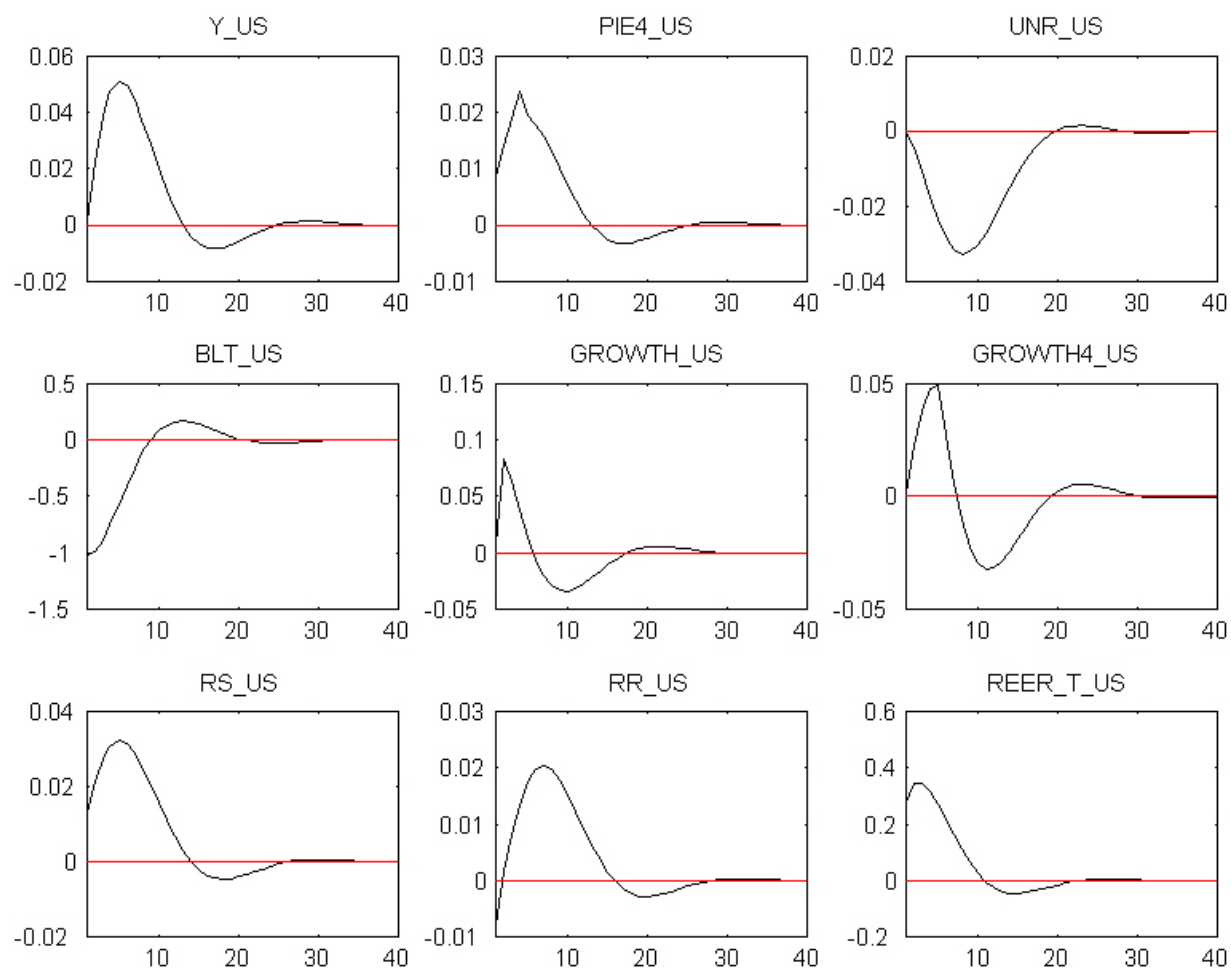 Y_US PIE4_US UNR_US
0.06 0.03 0.02
0.04 0.02 0
0.02 0.01 -0.02
0 0 -0.04
-0.02 -0.01
10 20 30 40 10 20 30 40 10 20 30 40
BLT_US GROWTH_US GROWTH4_US
0.5 0.15 0.05
0 0.1 0
-0.5 0.05 -0.05
-1 0
-1.5 -0.05
10 20 30 40 10 20 30 40 10 20 30 40
RS_US RR_US REER_T_US
0.04 0.03 0.6
0.02 0.02 0.4
0 0.01 0.2
-0.02 0 0
-0.01 -0.2
10 20 30 40 10 20 30 40 10 20 30 40